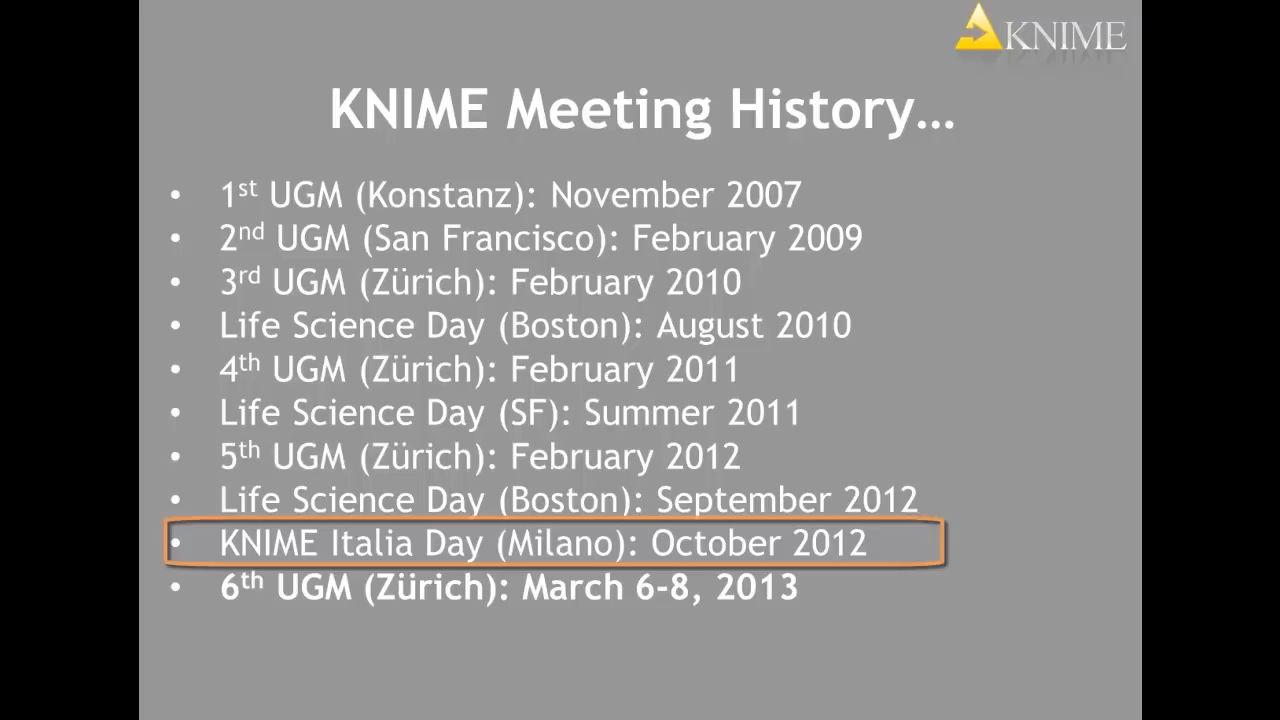 KNIME
KNIME Meeting History…
• 1st UGM (Konstanz): November 2007
• 2nd UGM (San Francisco): February 2009
• 3rd UGM (Zürich): February 2010
• Life Science Day (Boston): August 2010
• 4th UGM (Zürich): February 2011
• Life Science Day (SF): Summer 2011
• 5th UGM (Zürich): February 2012
• Life Science Day (Boston): September 2012
• KNIME Italia Day (Milano): October 2012
• 6th UGM (Zürich): March 6-8, 2013